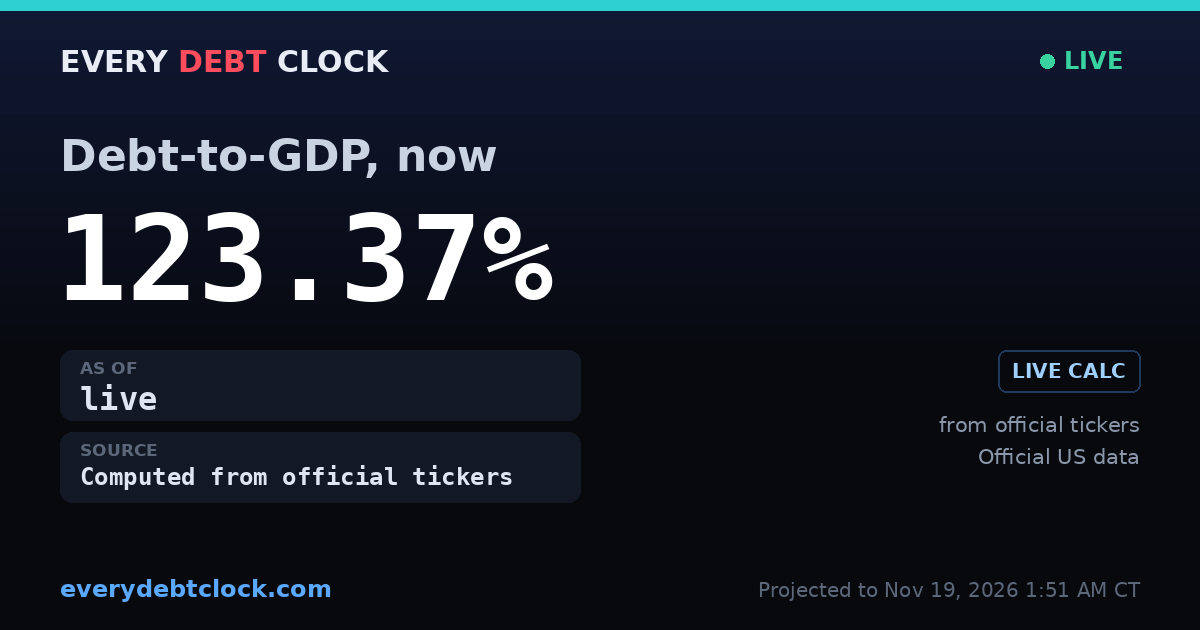 EVERY DEBT CLOCK
LIVE
Debt-to-GDP, now
123.37%
AS OF
live
SOURCE
Computed from official tickers
LIVE CALC
from official tickers
Official US data
everydebtclock.com
Projected to Nov 19, 2026 1:51 AM CT